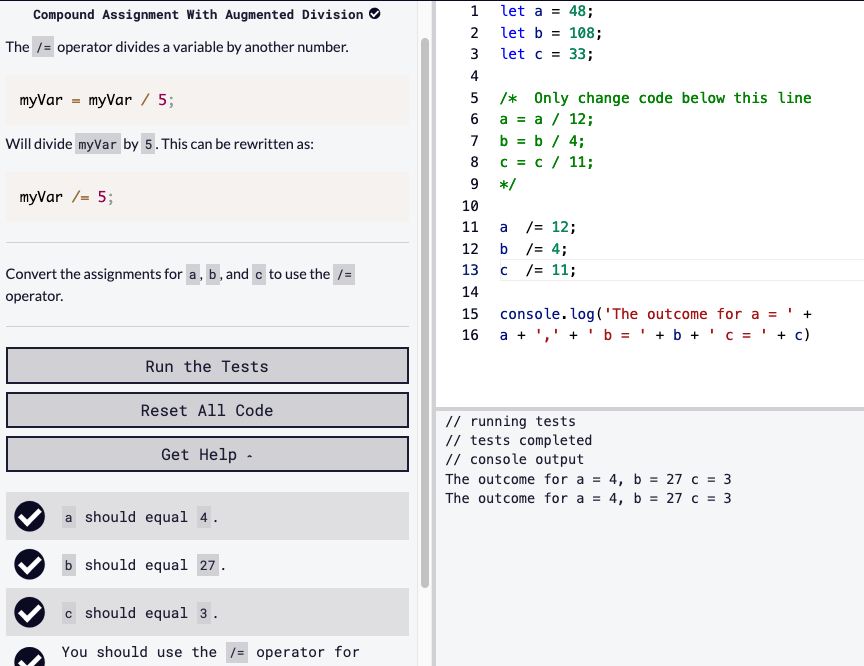 Compound Assignment With Augmented Division
The /= operator divides a variable by another number.
myVar = myVar / 5;
Will divide myVar by 5. This can be rewritten as:
myVar /= 5;
Convert the assignments for a, b, and c to use the /=
operator.
Run the Tests
Reset All Code
Get Help -
a should equal 4.
b should equal 27.
c should equal 3.
You should use the /= operator for
1 let a = 48;
2 let b = 108;
3 let c = 33;
4
5 /*  Only change code below this line
6 a = a / 12;
7 b = b / 4;
8 c = c / 11;
9 */
10
11 a  /= 12;
12 b  /= 4;
13 c  /= 11;
14
15 console.log('The outcome for a = ' +
16 a + ',' + ' b = ' + b + ' c = ' + c)
// running tests
// tests completed
// console output
The outcome for a = 4, b = 27 c = 3
The outcome for a = 4, b = 27 c = 3